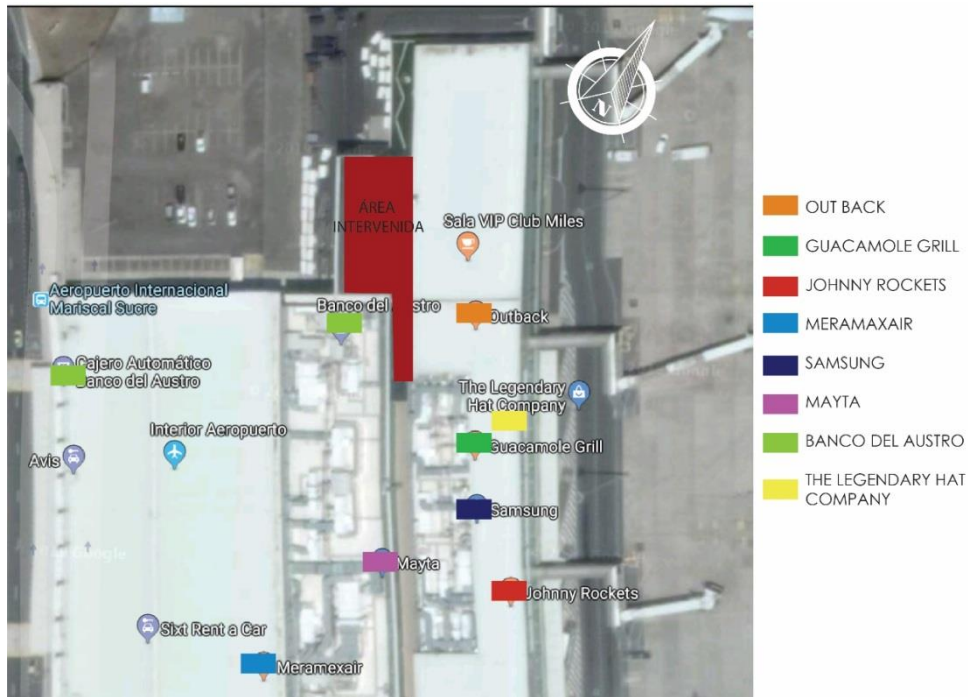 N
ÁREA
INTERVENIDA
Sala VIP Club Miles
Aeropuerto Internacional
Mariscal Sucre
Banco del Austro
Outback
Cajero Automático
Banco del Austro
The Legendary
Hat Company
Interior Aeropuerto
Avis
Guacamole Grill
Samsung
Google
Mayta
Johnny Rockets
Sixt Rent a Car
Meramexair
OUT BACK
GUACAMOLE GRILL
JOHNNY ROCKETS
MERAMAXAIR
SAMSUNG
MAYTA
BANCO DEL AUSTRO
THE LEGENDARY HAT
COMPANY